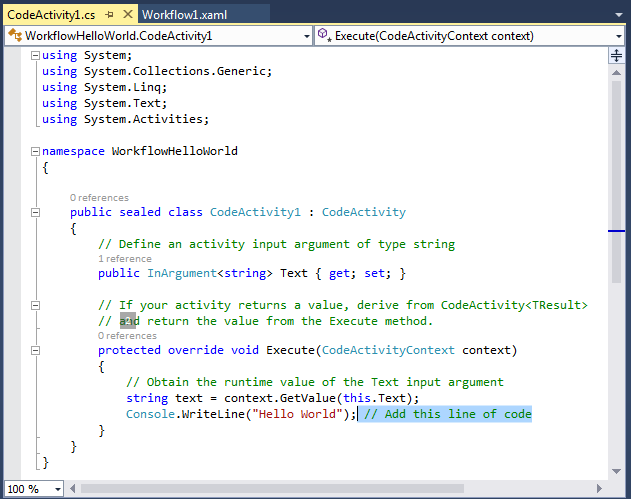 CodeActivity1.cs Workflow1.xaml
WorkflowHelloWorld.CodeActivity1 Execute(CodeActivityContext context)
using System;
using System.Collections.Generic;
using System.Linq;
using System.Text;
using System.Activities;
namespace WorkflowHelloWorld
{
0 references
public sealed class CodeActivity1 : CodeActivity
{
// Define an activity input argument of type string
1 reference
public InArgument<string> Text { get; set; }
// If your activity returns a value, derive from CodeActivity<TResult>
// and return the value from the Execute method.
0 references
protected override void Execute(CodeActivityContext context)
{
// Obtain the runtime value of the Text input argument
string text = context.GetValue(this.Text);
Console.WriteLine("Hello World"); // Add this line of code
}
}
}
100 %